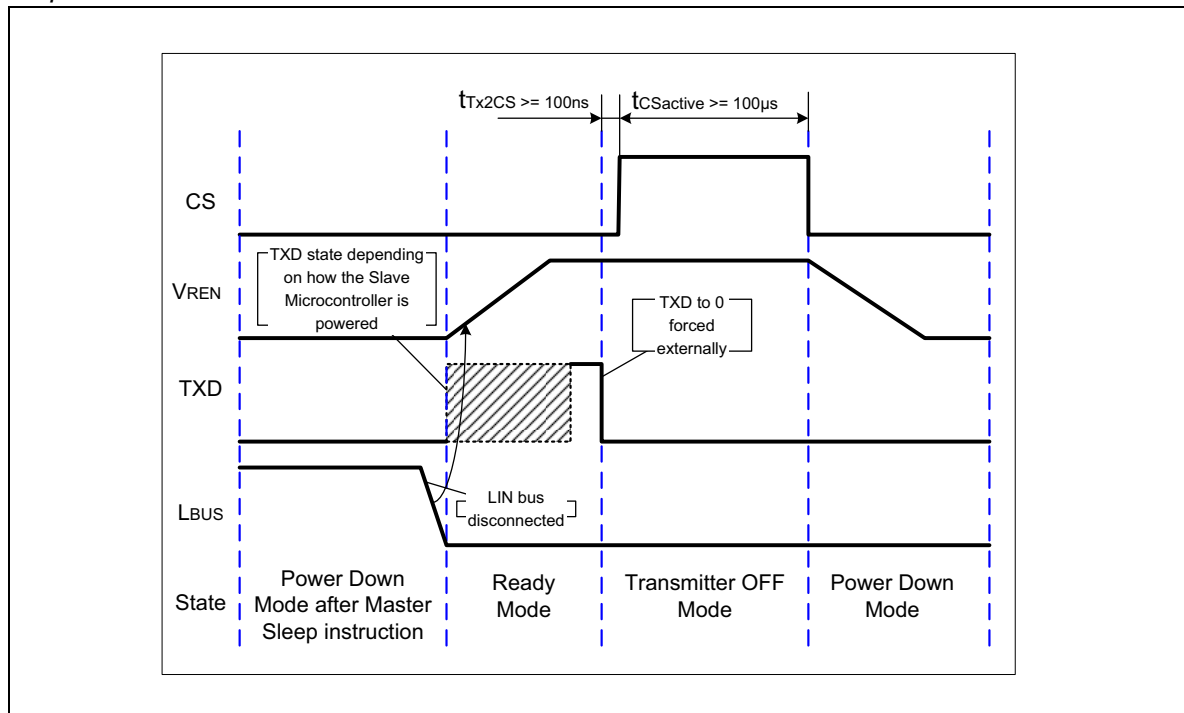 tTx2CS >= 100ns
tCSactive >= 100µs
CS
TXD state depending
on how the Slave
Microcontroller is
powered
VREN
TXD to 0
forced
externally
TXD
LBUS
LIN bus
disconnected
State
Power Down
Mode after Master
Sleep instruction
Ready
Mode
Transmitter OFF
Mode
Power Down
Mode